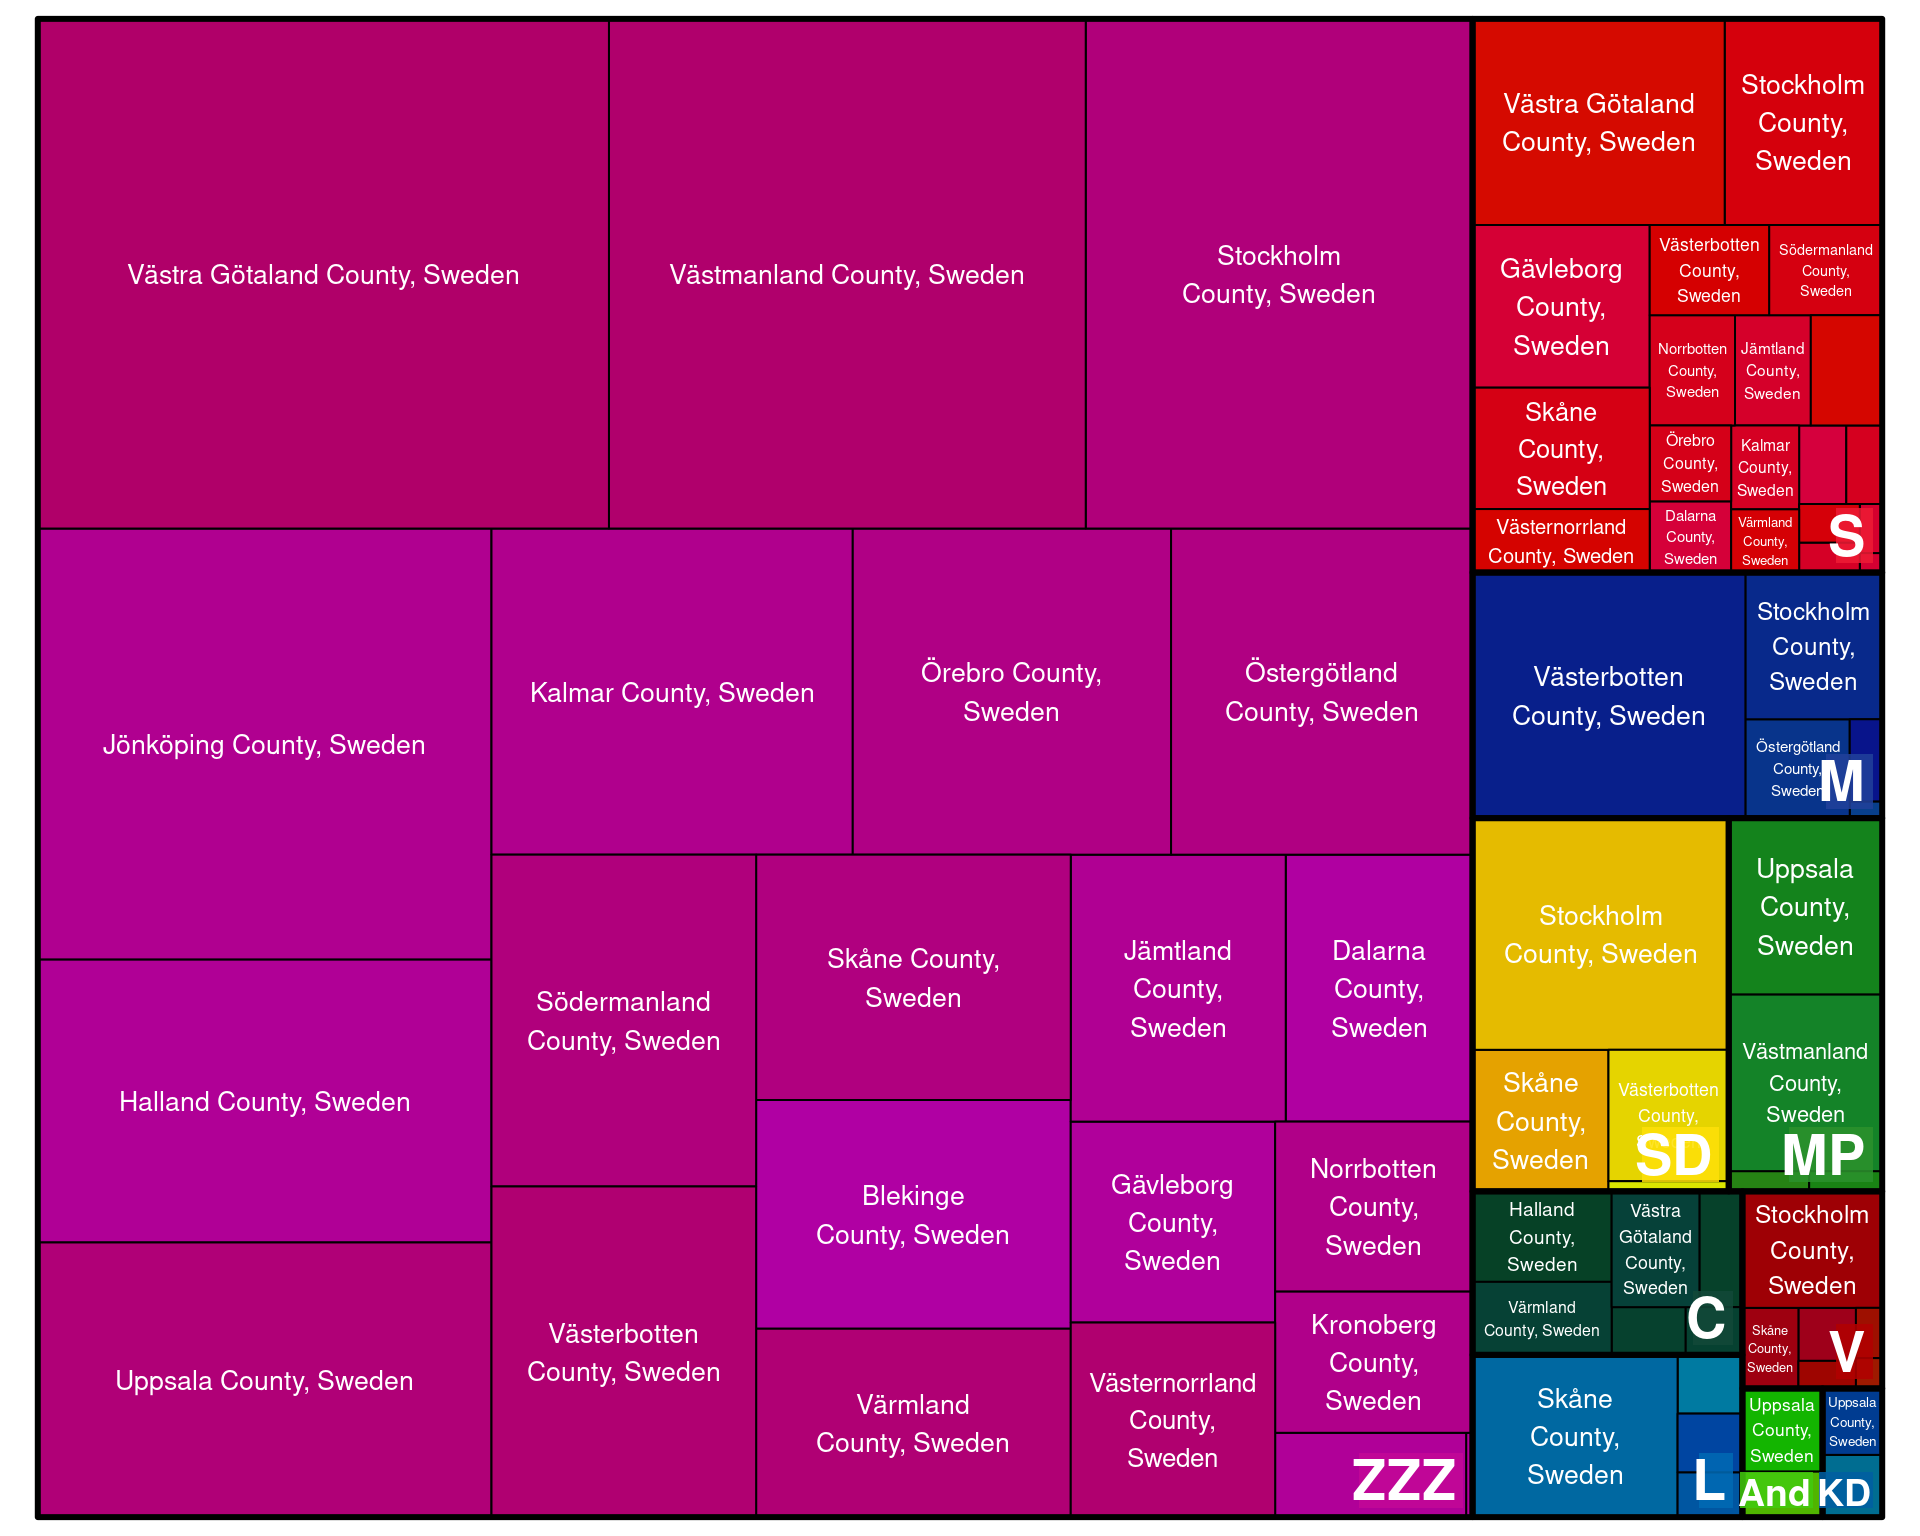 Västra Götaland County, Sweden
Västmanland County, Sweden
Stockholm
County, Sweden
Jönköping County, Sweden
Kalmar County, Sweden
Örebro County,
Sweden
Östergötland
County, Sweden
Halland County, Sweden
Uppsala County, Sweden
Södermanland
County, Sweden
Västerbotten
County, Sweden
Skåne County,
Sweden
Blekinge
County, Sweden
Värmland
County, Sweden
Jämtland
County,
Sweden
Dalarna
County,
Sweden
Gävleborg
County,
Sweden
Västernorrland
County,
Sweden
Norrbotten
County,
Sweden
Kronoberg
County,
Sweden
ZZZ
Västra Götaland
County, Sweden
Stockholm
County,
Sweden
Gävleborg
County,
Sweden
Skåne
County,
Sweden
Västernorrland
County, Sweden
Västerbotten
County,
Sweden
Södermanland
County,
Sweden
Norrbotten
County,
Sweden
Jämtland
County,
Sweden
Örebro
County,
Sweden
Kalmar
County,
Sweden
Dalarna
County,
Sweden
Värmland
County,
Sweden
S
Västerbotten
County, Sweden
Stockholm
County,
Sweden
Östergötland
County,
Sweden
M
Stockholm
County, Sweden
Skåne
County,
Sweden
Västerbotten
County,
SD
Uppsala
County,
Sweden
Västmanland
County,
Sweden
MP
Halland
County,
Sweden
Värmland
County, Sweden
Västra
Götaland
County,
Sweden
C
Stockholm
County,
Sweden
Skåne
County,
Sweden
V
Skåne
County,
Sweden
L
Uppsala
County,
Sweden
And
Uppsala
County,
Sweden
KD